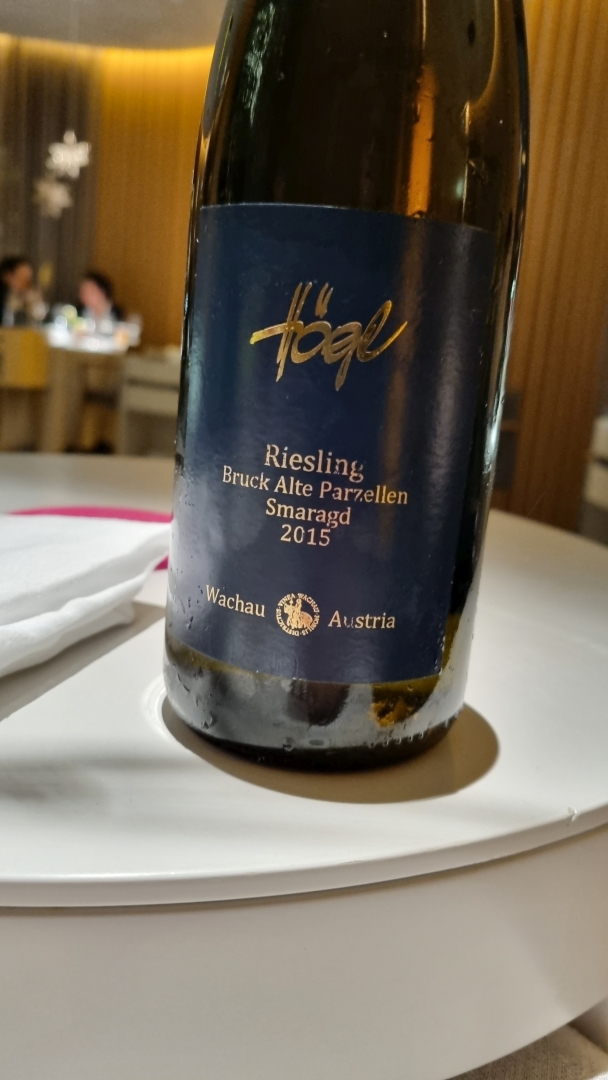 Högl
Riesling
Bruck Alte Parzellen
Smaragd
2015
Wachau Austria